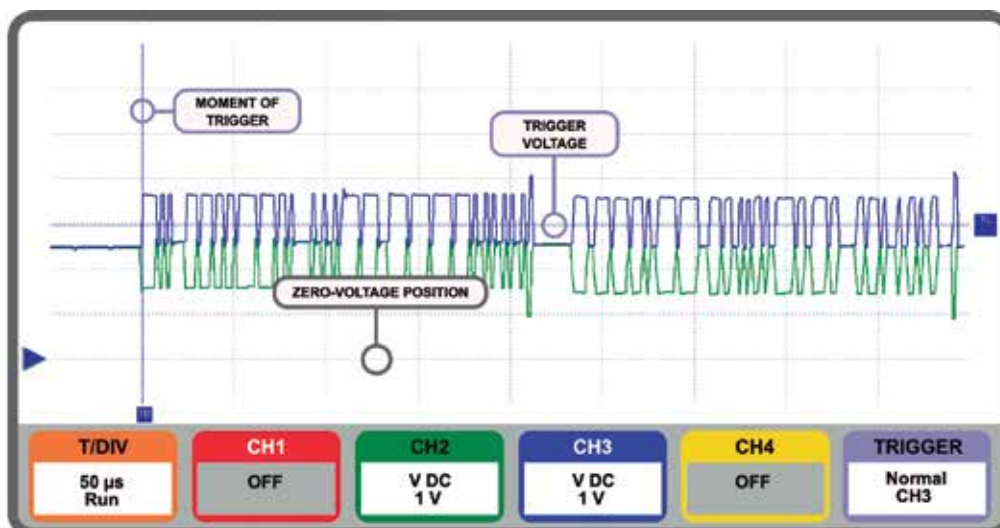 MOMENT OF
TRIGGER
TRIGGER
VOLTAGE
ZERO-VOLTAGE POSITION
T/DIV
50 µs
Run
CH1
OFF
CH2
V DC
1 V
CH3
V DC
1 V
CH4
OFF
TRIGGER
Normal
CH3